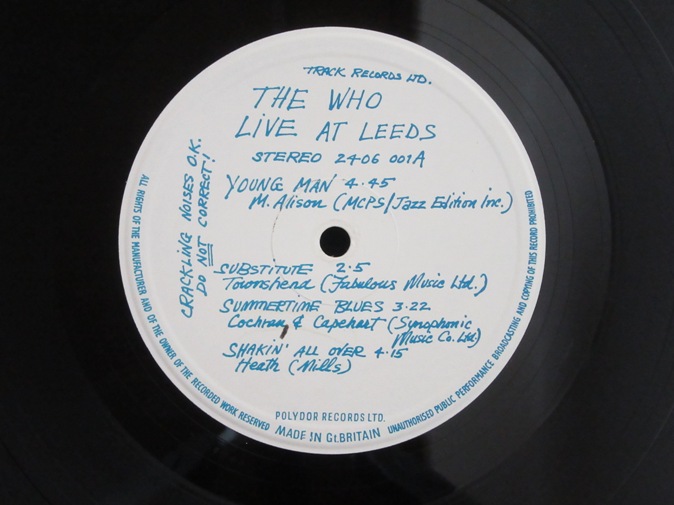 TRACK RECORDS LTD.
THE WHO
LIVE AT LEEDS
STEREO 2406 001A
YOUNG MAN 4.45
M. Alison (MCPS/Jazz Edition Inc.)
CRACKLING NOISES O.K.
DO NOT CORRECT!
SUBSTITUTE 2.5
Townshend (Fabulous Music Ltd.)
SUMMERTIME BLUES 3.22
Cochran & Capehart (Synophonic
Music Co. Ltd)
SHAKIN' ALL OVER 4.15
Heath (Mills)
POLYDOR RECORDS LTD.
MADE IN Gt.BRITAIN
ALL RIGHTS OF THE MANUFACTURER AND OF THE OWNER OF THE RECORDED WORK RESERVED
UNAUTHORISED PUBLIC PERFORMANCE BROADCASTING AND COPYING OF THIS RECORD PROHIBITED